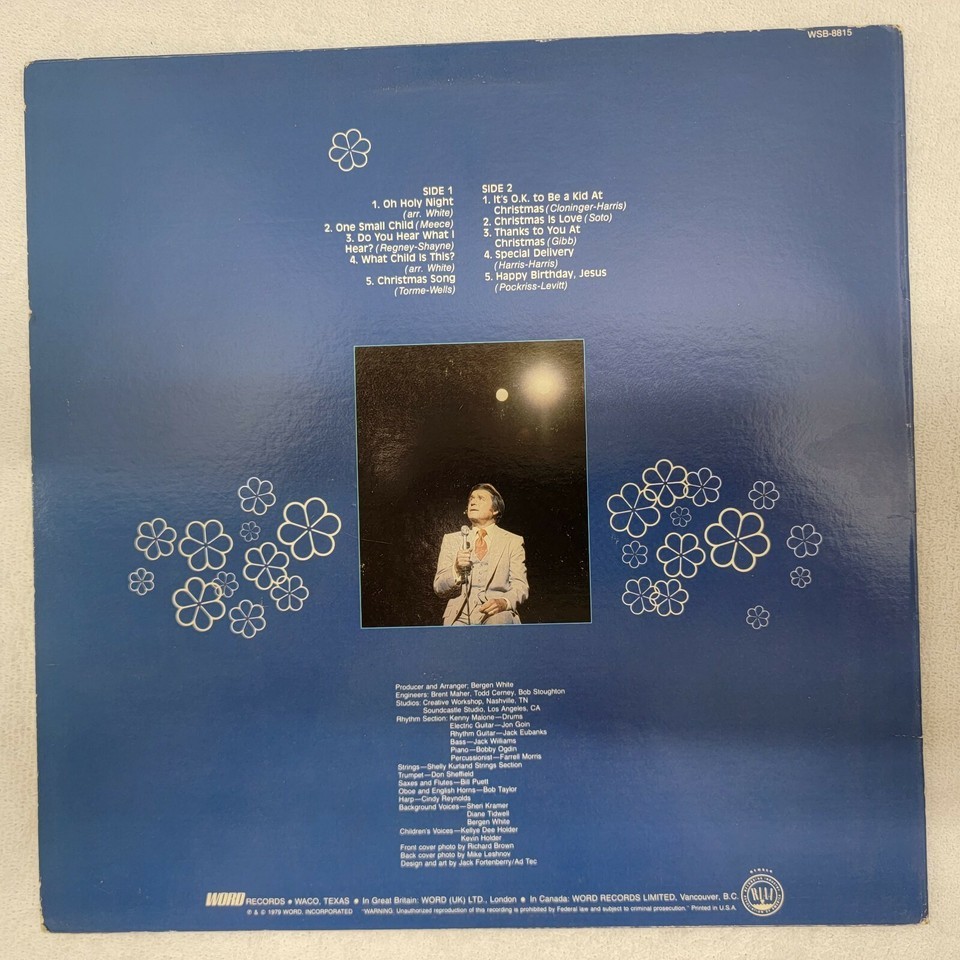 WSB-8815
SIDE 1
1. Oh Holy Night
(arr. White)
2. One Small Child (Meece)
3. Do You Hear What I
Hear? (Regney-Shayne)
4. What Child Is This?
(arr. White)
5. Christmas Song
(Torme-Wells)
SIDE 2
1. It's O.K. to Be a Kid At
Christmas (Cloninger-Harris)
2. Christmas Is Love (Soto)
3. Thanks to You At
Christmas (Gibb)
4. Special Delivery
(Harris-Harris)
5. Happy Birthday, Jesus
(Pockriss-Levitt)
Producer and Arranger: Bergen White
Engineers: Brent Maher, Todd Cerney, Bob Stoughton
Studios: Creative Workshop, Nashville, TN
Soundcastle Studio, Los Angeles, CA
Rhythm Section: Kenny Malone—Drums
Electric Guitar—Jon Goin
Rhythm Guitar—Jack Eubanks
Bass—Jack Williams
Piano—Bobby Ogdin
Percussionist—Farrell Morris
Strings—Shelly Kurland Strings Section
Trumpet—Don Sheffield
Saxes and Flutes—Bill Puett
Oboe and English Horns—Bob Taylor
Harp—Cindy Reynolds
Background Voices—Sheri Kramer
Diane Tidwell
Bergen White
Children's Voices—Kellye Dee Holder
Kevin Holder
Front cover photo by Richard Brown
Back cover photo by Mike Leshnov
Design and art by Jack Fortenberry/Ad Tec
WORD RECORDS • WACO, TEXAS • In Great Britain: WORD (UK) LTD., London • In Canada: WORD RECORDS LIMITED, Vancouver, B.C.
℗ & © 1979 WORD, INCORPORATED "WARNING: Unauthorized reproduction of this recording is prohibited by Federal law and subject to criminal prosecution." Printed in U.S.A.